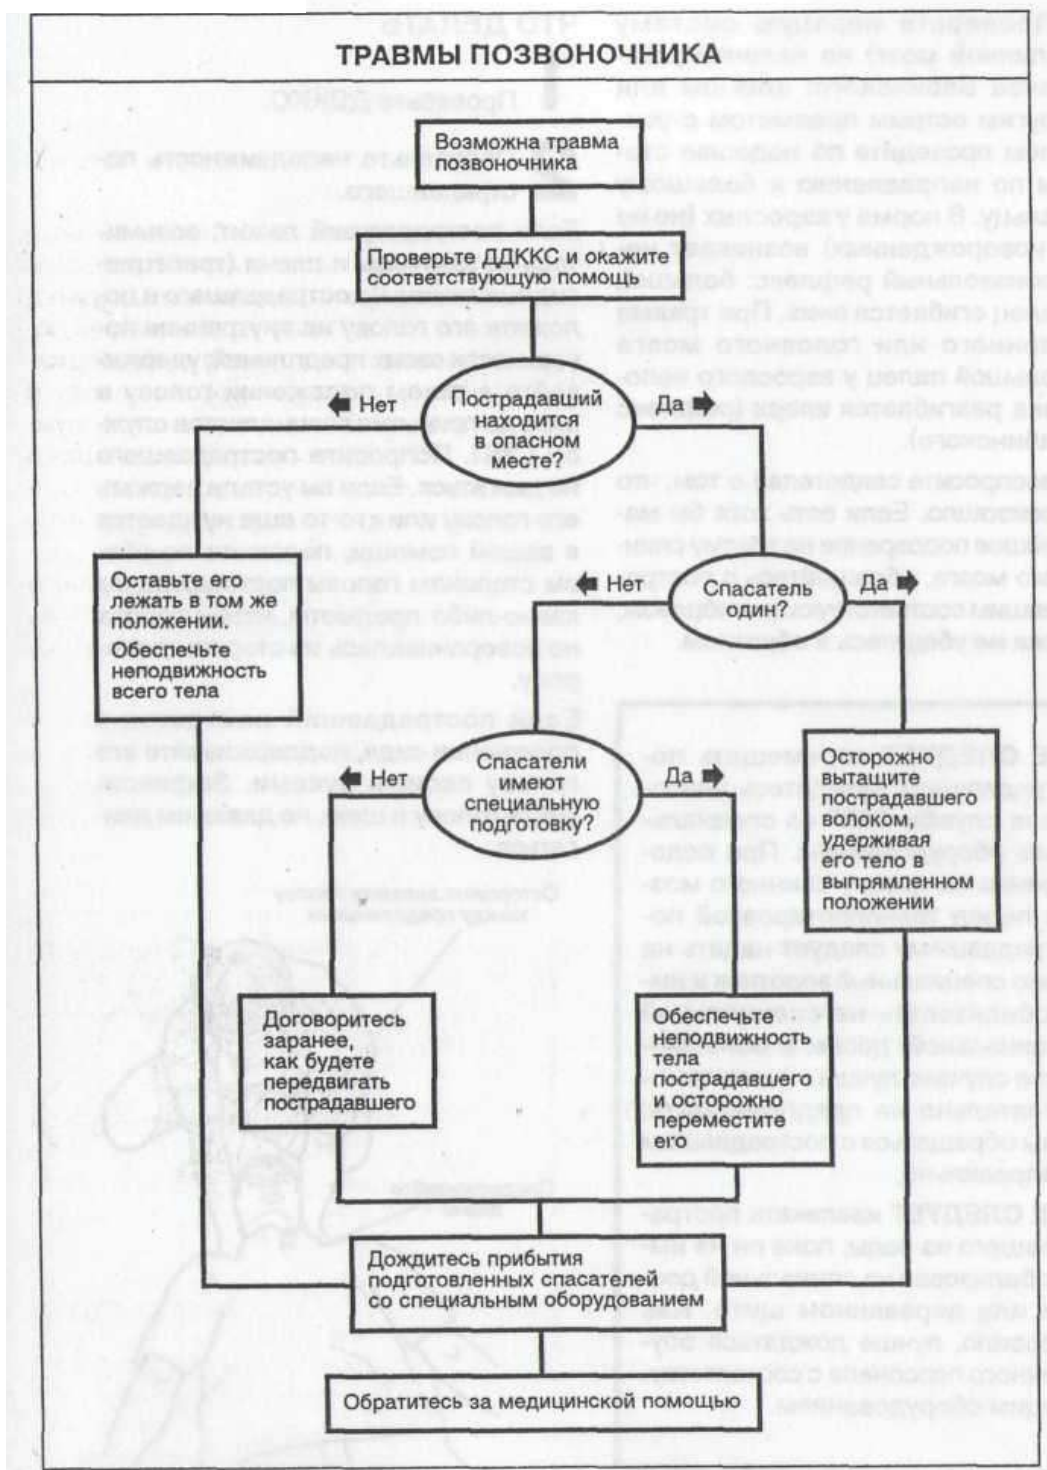 ТРАВМЫ ПОЗВОНОЧНИКА
Возможна травма
позвоночника
Проверьте ДДККС и окажите
соответствующую помощь
Нет
Пострадавший
находится
в опасном
месте?
Да
Оставьте его
лежать в том же
положении.
Обеспечьте
неподвижность
всего тела
Нет
Спасатель
один?
Да
Нет
Спасатели
имеют
специальную
подготовку?
Да
Осторожно
вытащите
пострадавшего
волоком,
удерживая
его тело в
выпрямленном
положении
Договоритесь
заранее,
как будете
передвигать
пострадавшего
Обеспечьте
неподвижность
тела
пострадавшего
и осторожно
переместите
его
Дождитесь прибытия
подготовленных спасателей
со специальным оборудованием
Обратитесь за медицинской помощью